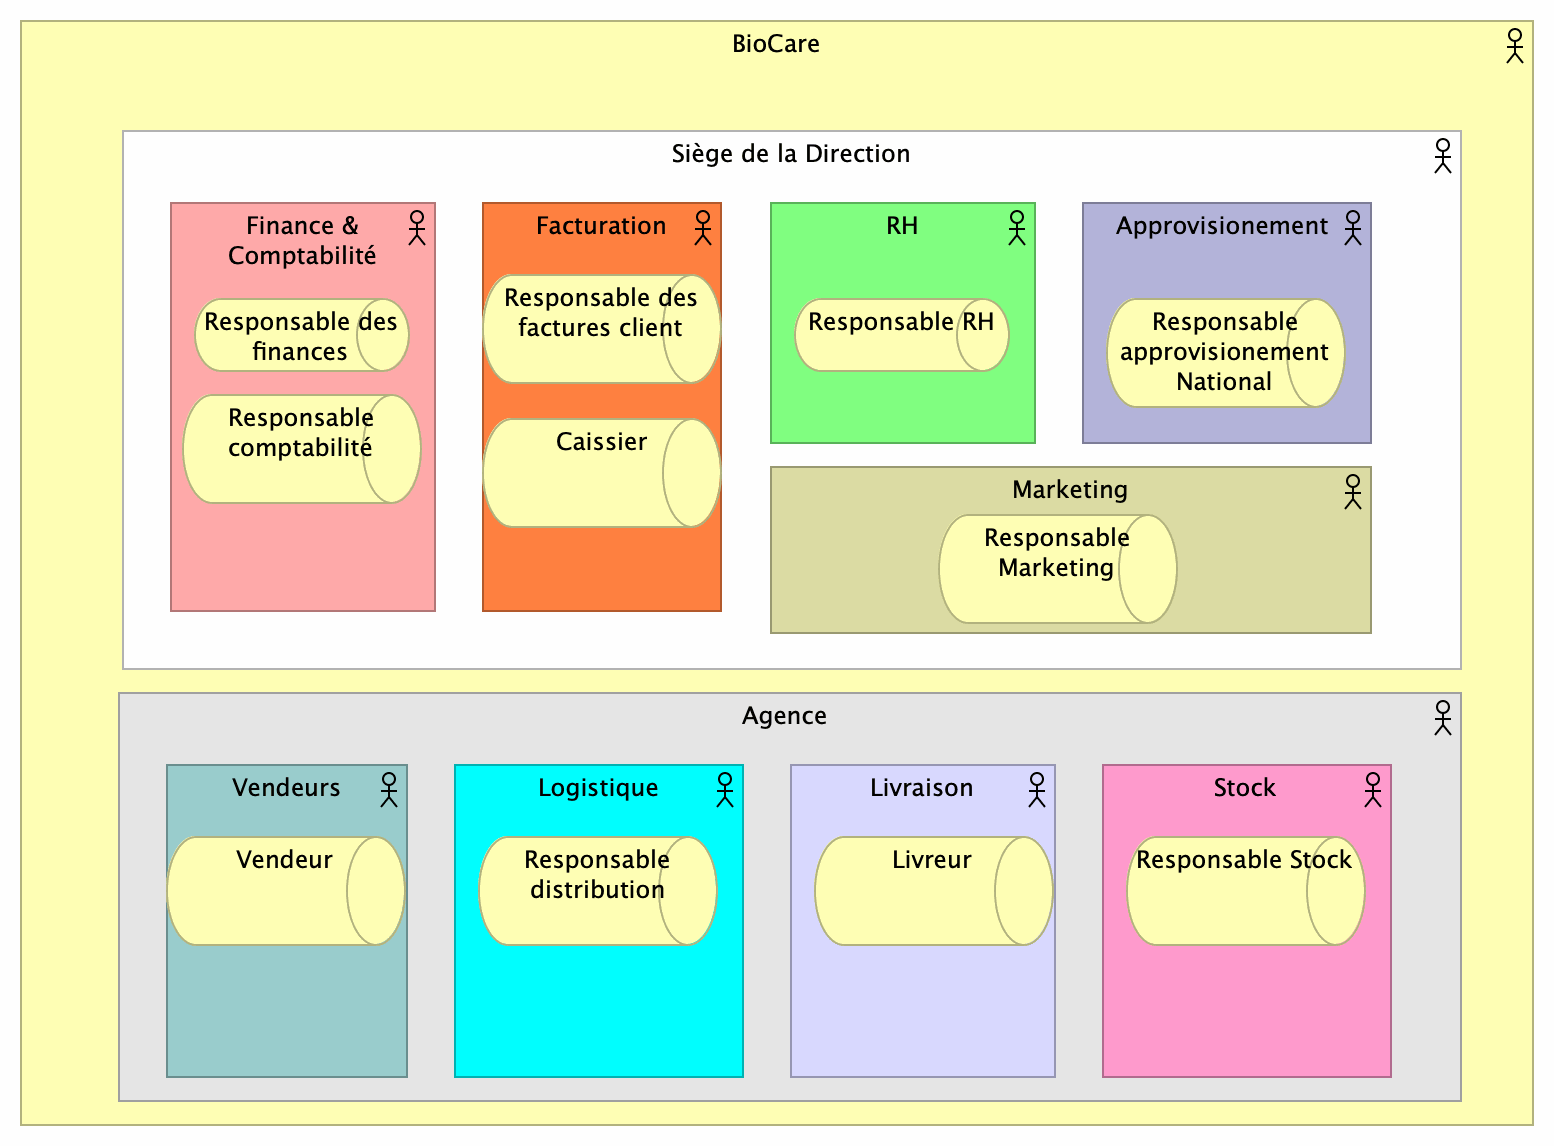 BioCare
Siège de la Direction
Finance &
Comptabilité
Responsable des
finances
Responsable
comptabilité
Facturation
Responsable des
factures client
Caissier
RH
Responsable RH
Approvisionement
Responsable
approvisionement
National
Marketing
Responsable
Marketing
Agence
Vendeurs
Vendeur
Logistique
Responsable
distribution
Livraison
Livreur
Stock
Responsable Stock